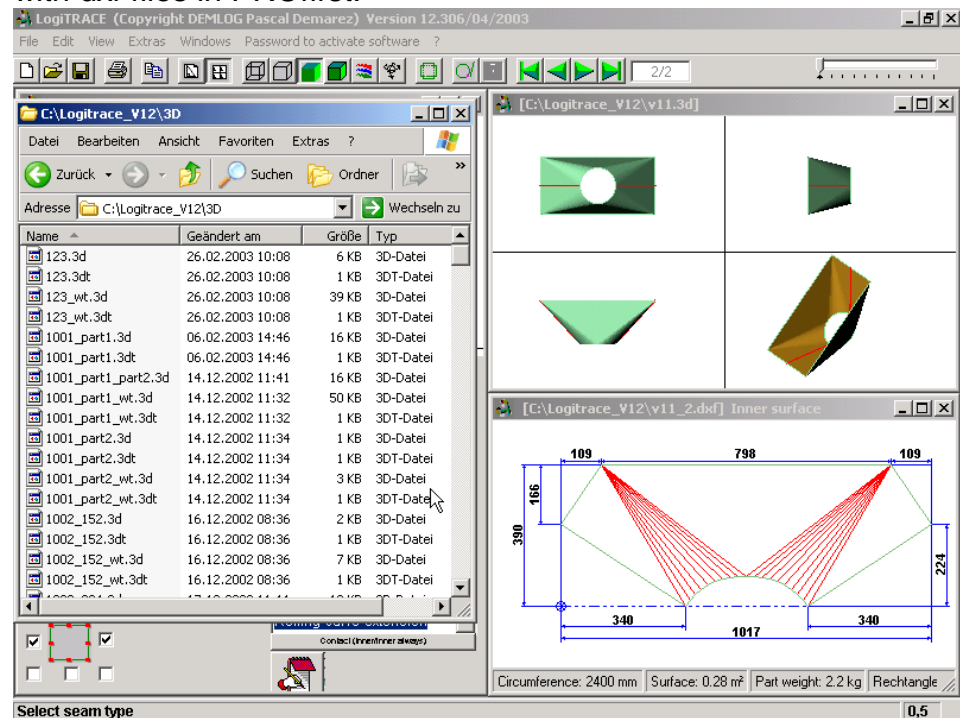 LogiTRACE (Copyright DEMLOG Pascal Demarez) Version 12.306/04/2003
File Edit View Extras Windows Password to activate software ?
2/2
C:\Logitrace_V12\3D
Datei Bearbeiten Ansicht Favoriten Extras ?
Zurück Suchen Ordner »
Adresse C:\Logitrace_V12\3D Wechseln zu
Name Geändert am Größe Typ
123.3d 26.02.2003 10:08 6 KB 3D-Datei
123.3dt 26.02.2003 10:08 1 KB 3DT-Datei
123_wt.3d 26.02.2003 10:08 39 KB 3D-Datei
123_wt.3dt 26.02.2003 10:08 1 KB 3DT-Datei
1001_part1.3d 06.02.2003 14:46 16 KB 3D-Datei
1001_part1.3dt 06.02.2003 14:46 1 KB 3DT-Datei
1001_part1_part2.3d 14.12.2002 11:41 16 KB 3D-Datei
1001_part1_wt.3d 14.12.2002 11:32 50 KB 3D-Datei
1001_part1_wt.3dt 14.12.2002 11:32 1 KB 3DT-Datei
1001_part2.3d 14.12.2002 11:34 1 KB 3D-Datei
1001_part2.3dt 14.12.2002 11:34 1 KB 3DT-Datei
1001_part2_wt.3d 14.12.2002 11:34 3 KB 3D-Datei
1001_part2_wt.3dt 14.12.2002 11:34 1 KB 3DT-Datei
1002_152.3d 16.12.2002 08:36 2 KB 3D-Datei
1002_152.3dt 16.12.2002 08:36 1 KB 3DT-Datei
1002_152_wt.3d 16.12.2002 08:36 7 KB 3D-Datei
1002_152_wt.3dt 16.12.2002 08:36 1 KB 3DT-Datei
Contact (inner/inner always)
[C:\Logitrace_V12\v11.3d]
[C:\Logitrace_V12\v11_2.dxf] Inner surface
109 798 109
166
390
224
340 340
1017
Circumference: 2400 mm Surface: 0.28 m² Part weight: 2.2 kg Rechtangle
Select seam type 0,5